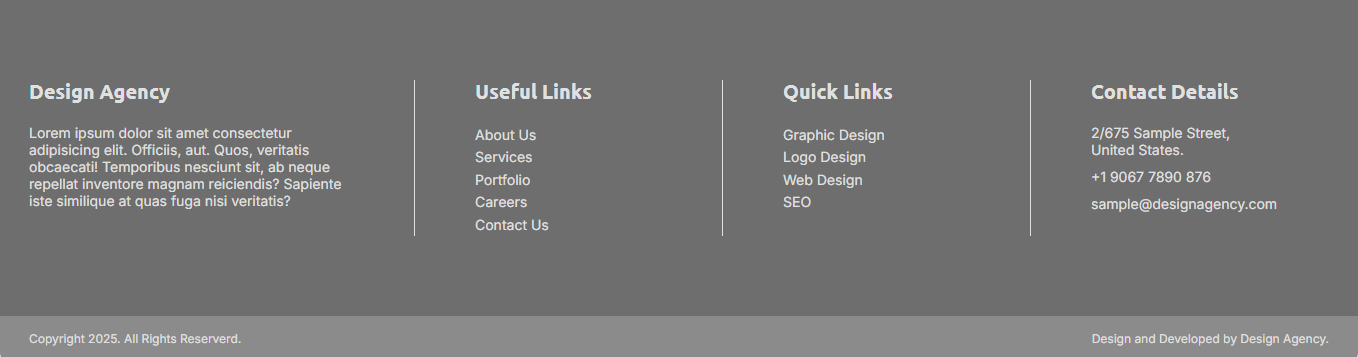 Design Agency
Lorem ipsum dolor sit amet consectetur
adipisicing elit. Officiis, aut. Quos, veritatis
obcaecati! Temporibus nesciunt sit, ab neque
repellat inventore magnam reiciendis? Sapiente
iste similique at quas fuga nisi veritatis?
Useful Links
About Us
Services
Portfolio
Careers
Contact Us
Quick Links
Graphic Design
Logo Design
Web Design
SEO
Contact Details
2/675 Sample Street,
United States.
+1 9067 7890 876
sample@designagency.com
Copyright 2025. All Rights Reserverd.
Design and Developed by Design Agency.